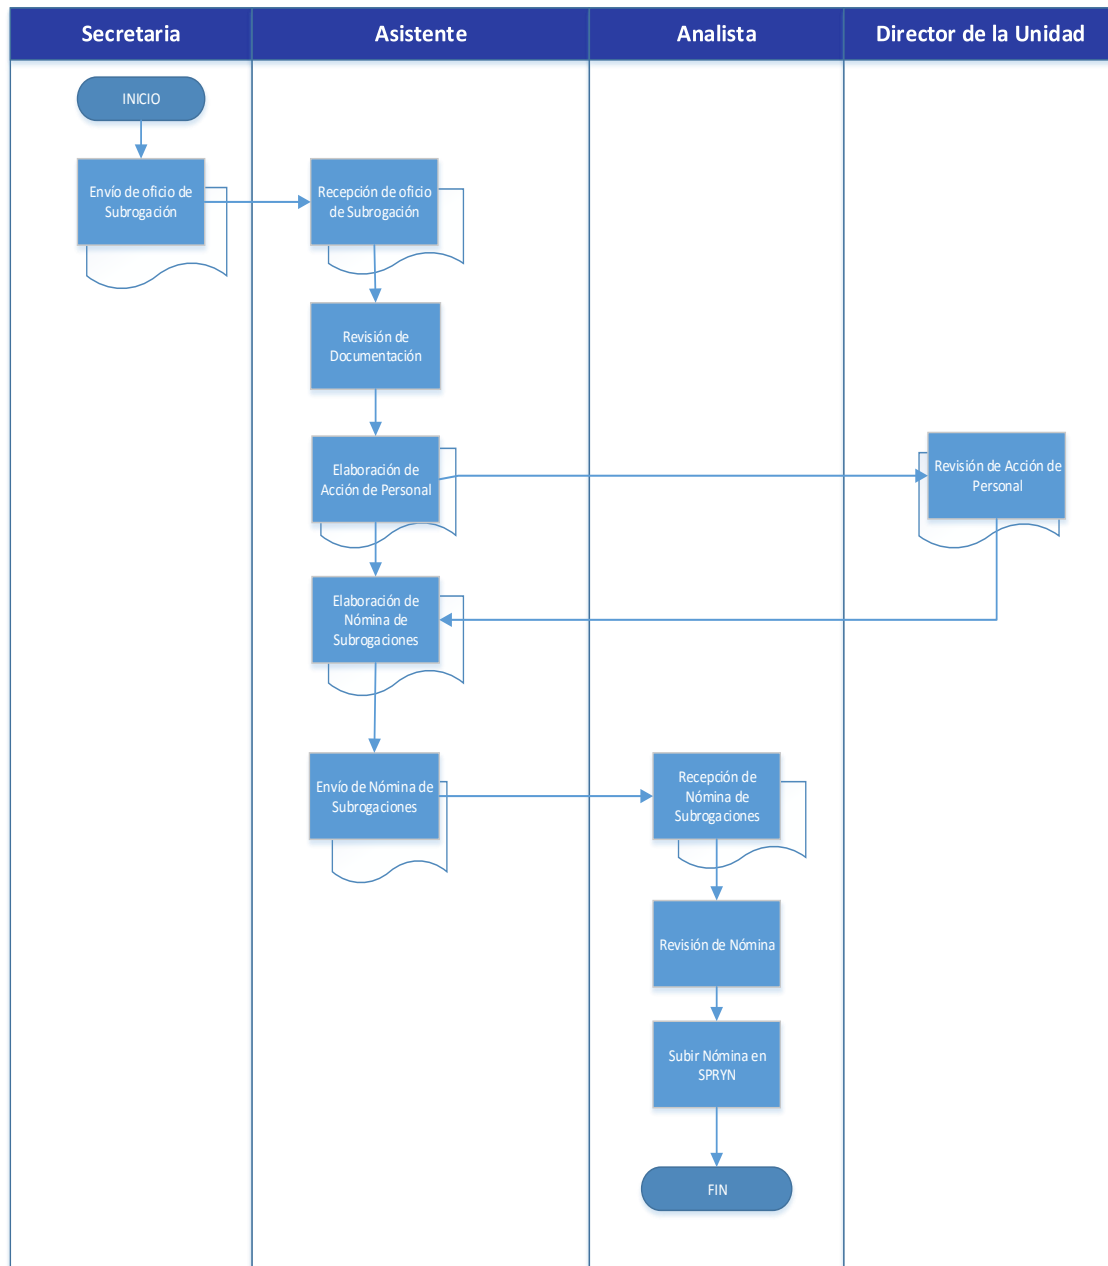 Secretaria
Asistente
Analista
Director de la Unidad
INICIO
Envío de oficio de
Subrogación
Recepción de oficio
de Subrogación
Revisión de
Documentación
Elaboración de
Acción de Personal
Revisión de Acción de
Personal
Elaboración de
Nómina de
Subrogaciones
Envío de Nómina de
Subrogaciones
Recepción de
Nómina de
Subrogaciones
Revisión de Nómina
Subir Nómina en
SPRYN
FIN